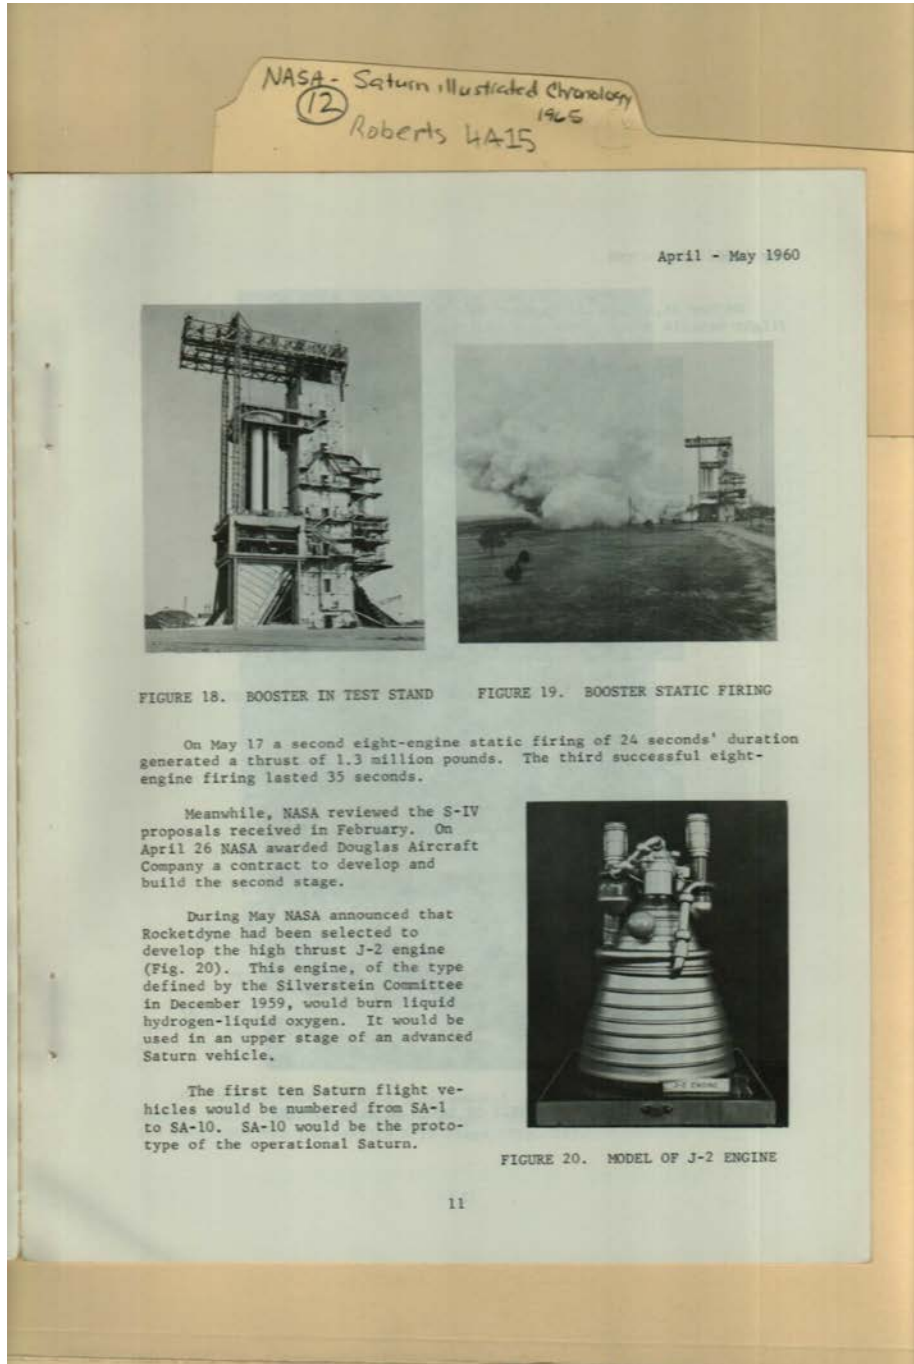 NASA - Saturn illustrated Chronology
12
1965
Roberts 4A15
April - May 1960
FIGURE 18. BOOSTER IN TEST STAND
FIGURE 19. BOOSTER STATIC FIRING
On May 17 a second eight-engine static firing of 24 seconds' duration
generated a thrust of 1.3 million pounds. The third successful eight-
engine firing lasted 35 seconds.
Meanwhile, NASA reviewed the S-IV
proposals received in February. On
April 26 NASA awarded Douglas Aircraft
Company a contract to develop and
build the second stage.
During May NASA announced that
Rocketdyne had been selected to
develop the high thrust J-2 engine
(Fig. 20). This engine, of the type
defined by the Silverstein Committee
in December 1959, would burn liquid
hydrogen-liquid oxygen. It would be
used in an upper stage of an advanced
Saturn vehicle.
The first ten Saturn flight ve-
hicles would be numbered from SA-1
to SA-10. SA-10 would be the proto-
type of the operational Saturn.
J-2 ENGINE
FIGURE 20. MODEL OF J-2 ENGINE
11